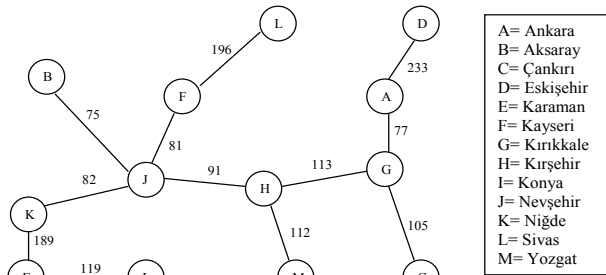 L
D
196
233
B
F
A
75
81
77
J
91
113
G
82
H
K
189
112
105
119
M
A= Ankara
B= Aksaray
C= Çankırı
D= Eskişehir
E= Karaman
F= Kayseri
G= Kırıkkale
H= Kırşehir
I= Konya
J= Nevşehir
K= Niğde
L= Sivas
M= Yozgat